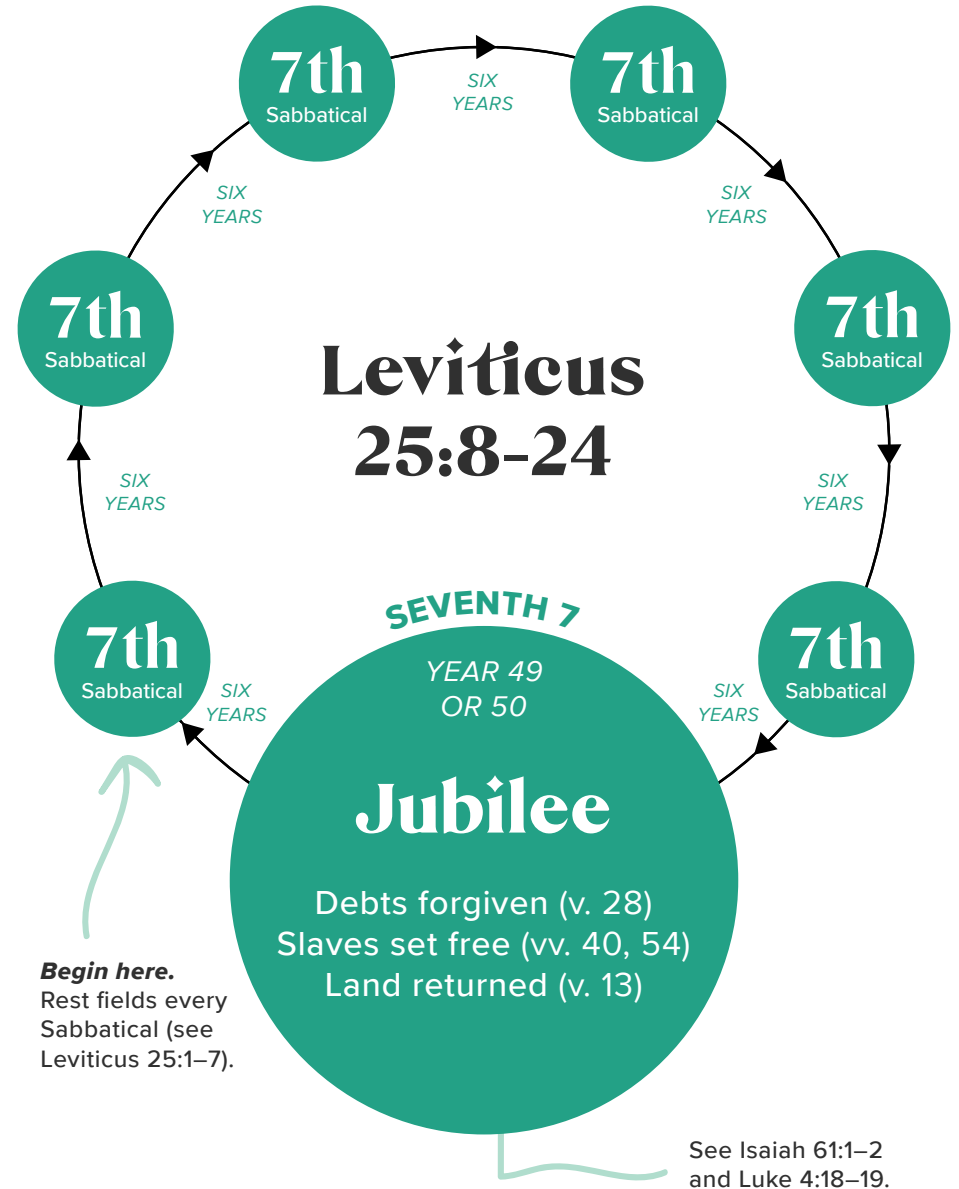 7th
Sabbatical
7th
Sabbatical
SIX
YEARS
SIX
YEARS
SIX
YEARS
7th
Sabbatical
7th
Sabbatical
Leviticus
25:8–24
SIX
YEARS
SIX
YEARS
7th
Sabbatical
7th
Sabbatical
SIX
YEARS
SIX
YEARS
SEVENTH 7
YEAR 49
OR 50
Jubilee
Debts forgiven (v. 28)
Slaves set free (vv. 40, 54)
Land returned (v. 13)
Begin here.
Rest fields every
Sabbatical (see
Leviticus 25:1–7).
See Isaiah 61:1–2
and Luke 4:18–19.